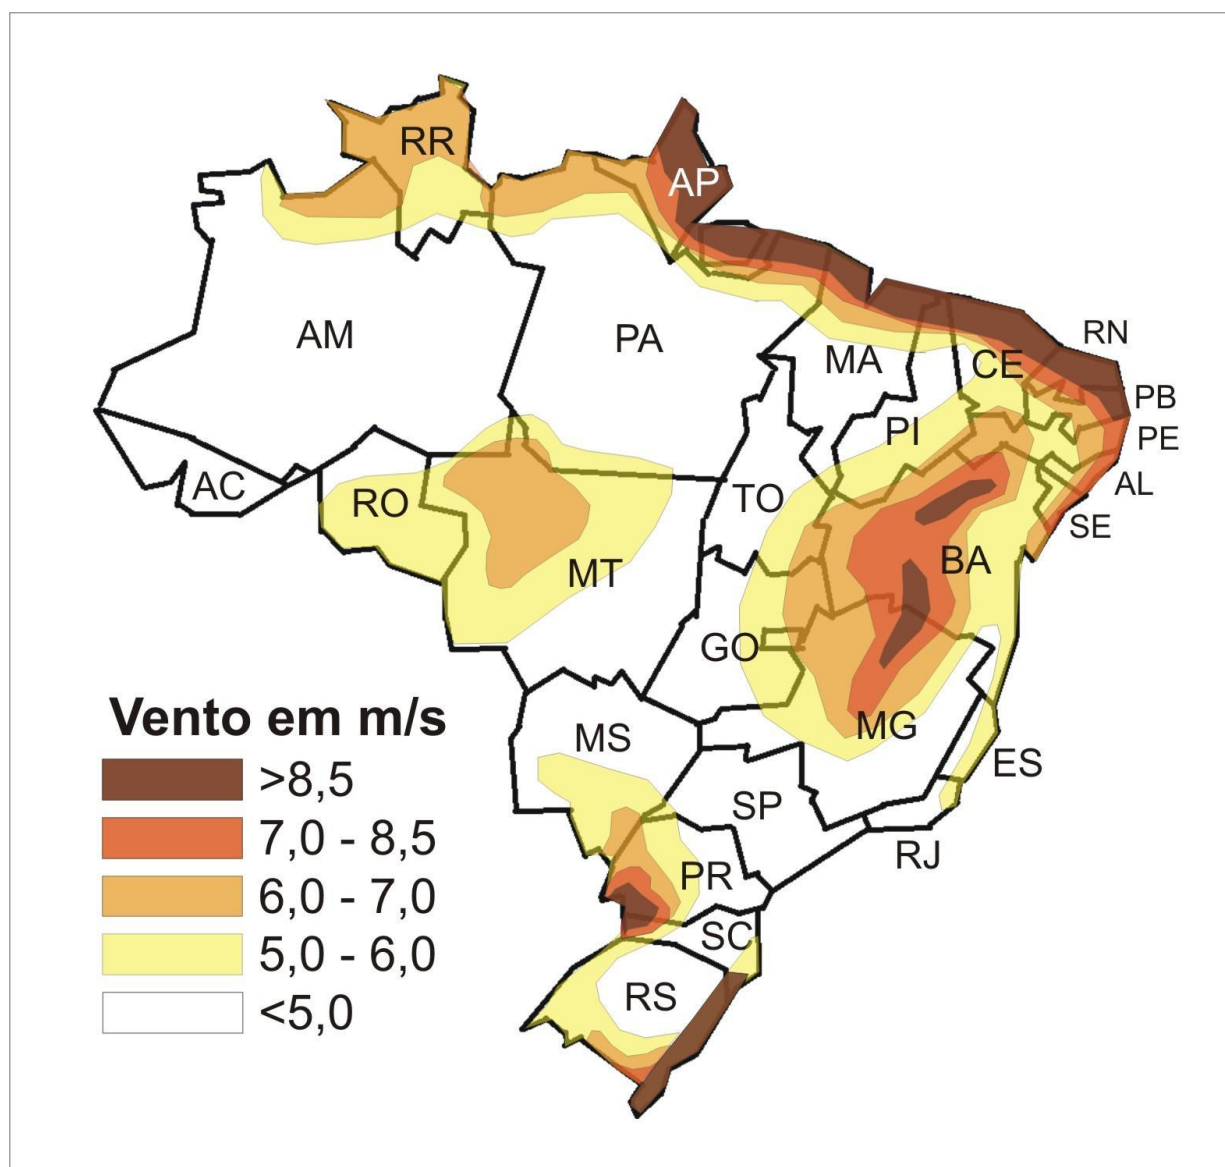 RR
AP
AM
PA
RN
MA
CE
PB
PI
PE
AC
RO
TO
AL
SE
MT
BA
GO
Vento em m/s
MS
MG
ES
>8,5
SP
7,0 - 8,5
RJ
PR
6,0 - 7,0
SC
5,0 - 6,0
RS
<5,0